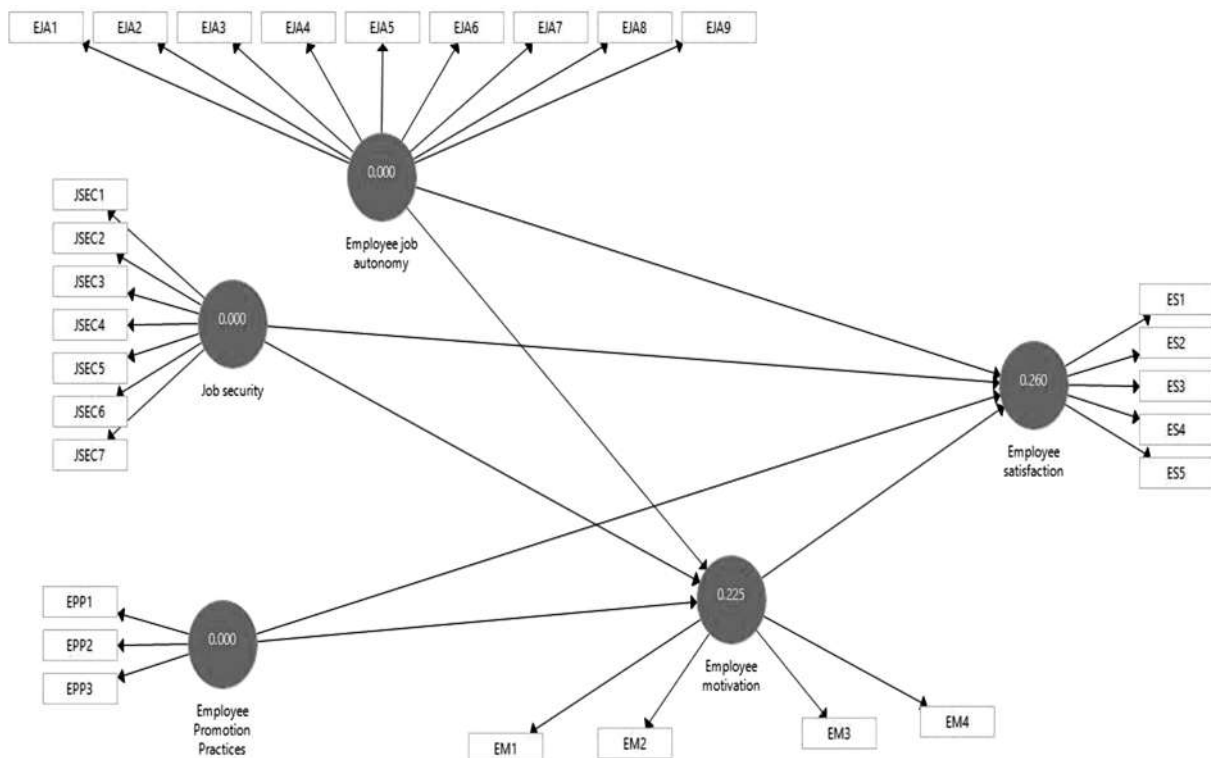 EJA1 EJA2 EJA3 EJA4 EJA5 EJA6 EJA7 EJA8 EJA9
0.000
Employee job
autonomy
JSEC1
JSEC2
JSEC3
JSEC4
JSEC5
JSEC6
JSEC7
0.000
Job security
ES1
ES2
ES3
ES4
ES5
0.260
Employee
satisfaction
EPP1
EPP2
EPP3
0.000
Employee
Promotion
Practices
0.225
Employee
motivation
EM1 EM2 EM3 EM4